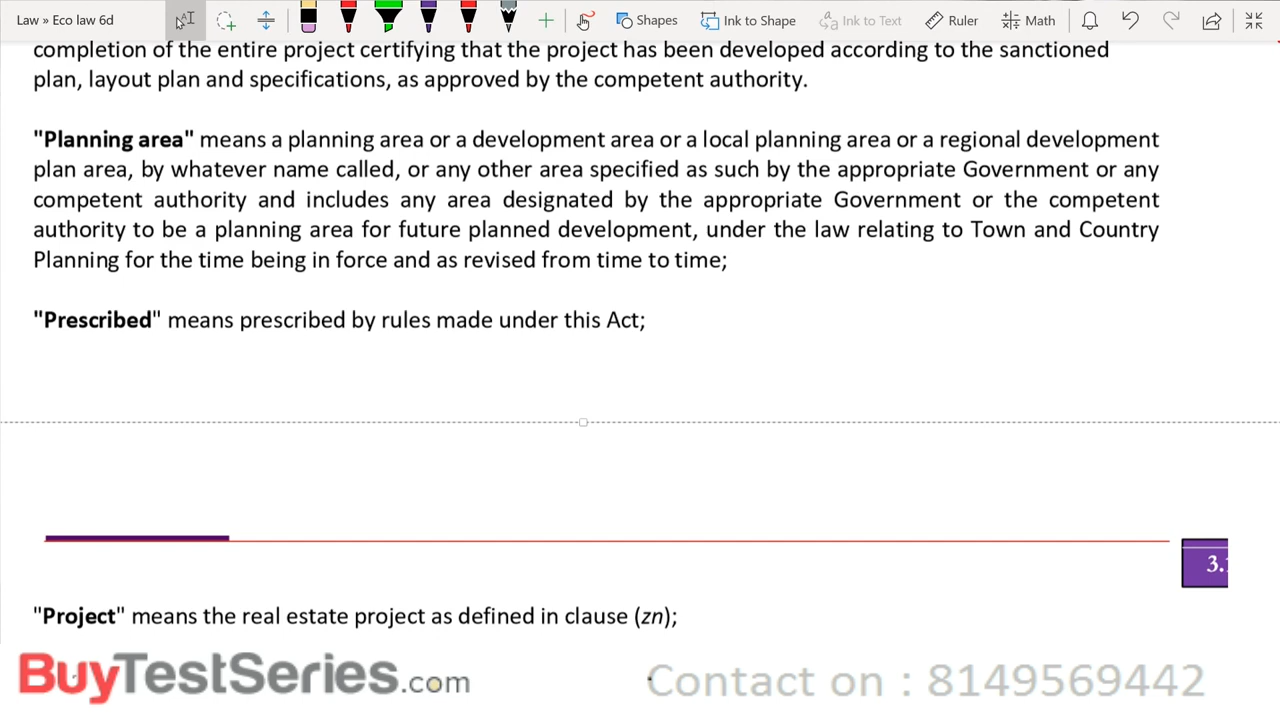 Law » Eco law 6d
Shapes
Ink to Shape
Ink to Text
Ruler
Math
completion of the entire project certifying that the project has been developed according to the sanctioned
plan, layout plan and specifications, as approved by the competent authority.
"Planning area" means a planning area or a development area or a local planning area or a regional development
plan area, by whatever name called, or any other area specified as such by the appropriate Government or any
competent authority and includes any area designated by the appropriate Government or the competent
authority to be a planning area for future planned development, under the law relating to Town and Country
Planning for the time being in force and as revised from time to time;
"Prescribed" means prescribed by rules made under this Act;
3.
"Project" means the real estate project as defined in clause (zn);
BuyTestSeries.com
Contact on : 8149569442